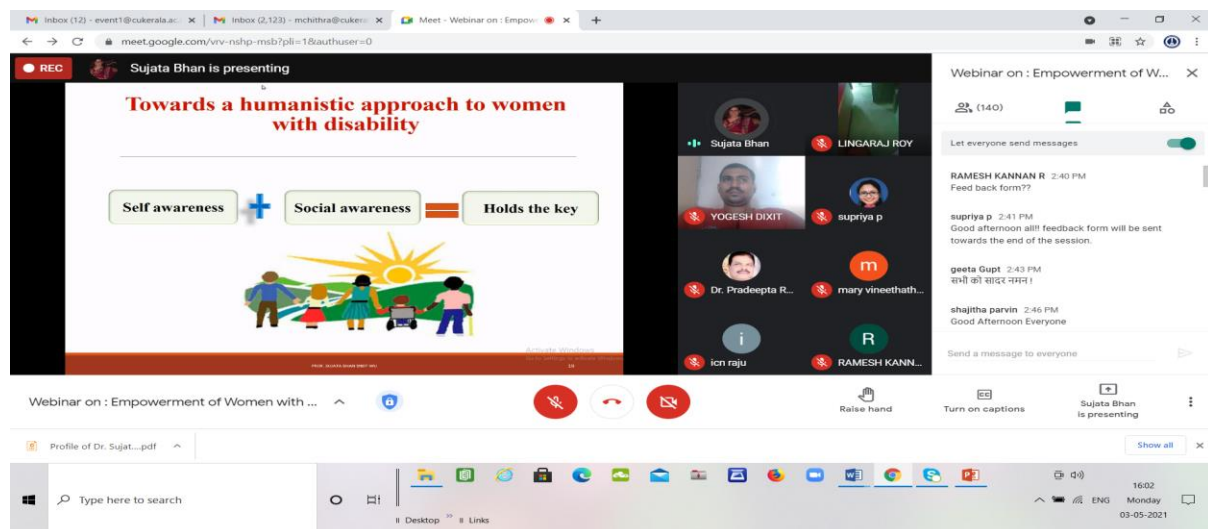 Inbox (12) - event1@cukerala.ac.
Inbox (2,123) - mchithra@cukera
Meet - Webinar on : Empow
meet.google.com/vrv-nshp-msb?pli=1&authuser=0
REC
Sujata Bhan is presenting
Towards a humanistic approach to women
with disability
Self awareness + Social awareness = Holds the key
Activate Windows
PROF. SUJATA BHAN SNDT WU
Sujata Bhan
LINGARAJ ROY
YOGESH DIXIT
supriya p
Dr. Pradeepta R...
m
mary vineethath...
i
icn raju
R
RAMESH KANN...
Webinar on : Empowerment of W...
(140)
Let everyone send messages
RAMESH KANNAN R 2:40 PM
Feed back form??
supriya p 2:41 PM
Good afternoon all!! feedback form will be sent
towards the end of the session.
geeta Gupt 2:43 PM
सभी को सादर नमन !
shajitha parvin 2:46 PM
Good Afternoon Everyone
Send a message to everyone
Webinar on : Empowerment of Women with ...
Raise hand
Turn on captions
Sujata Bhan
is presenting
Profile of Dr. Sujat....pdf
Show all
Type here to search
Desktop
Links
ENG
16:02
Monday
03-05-2021